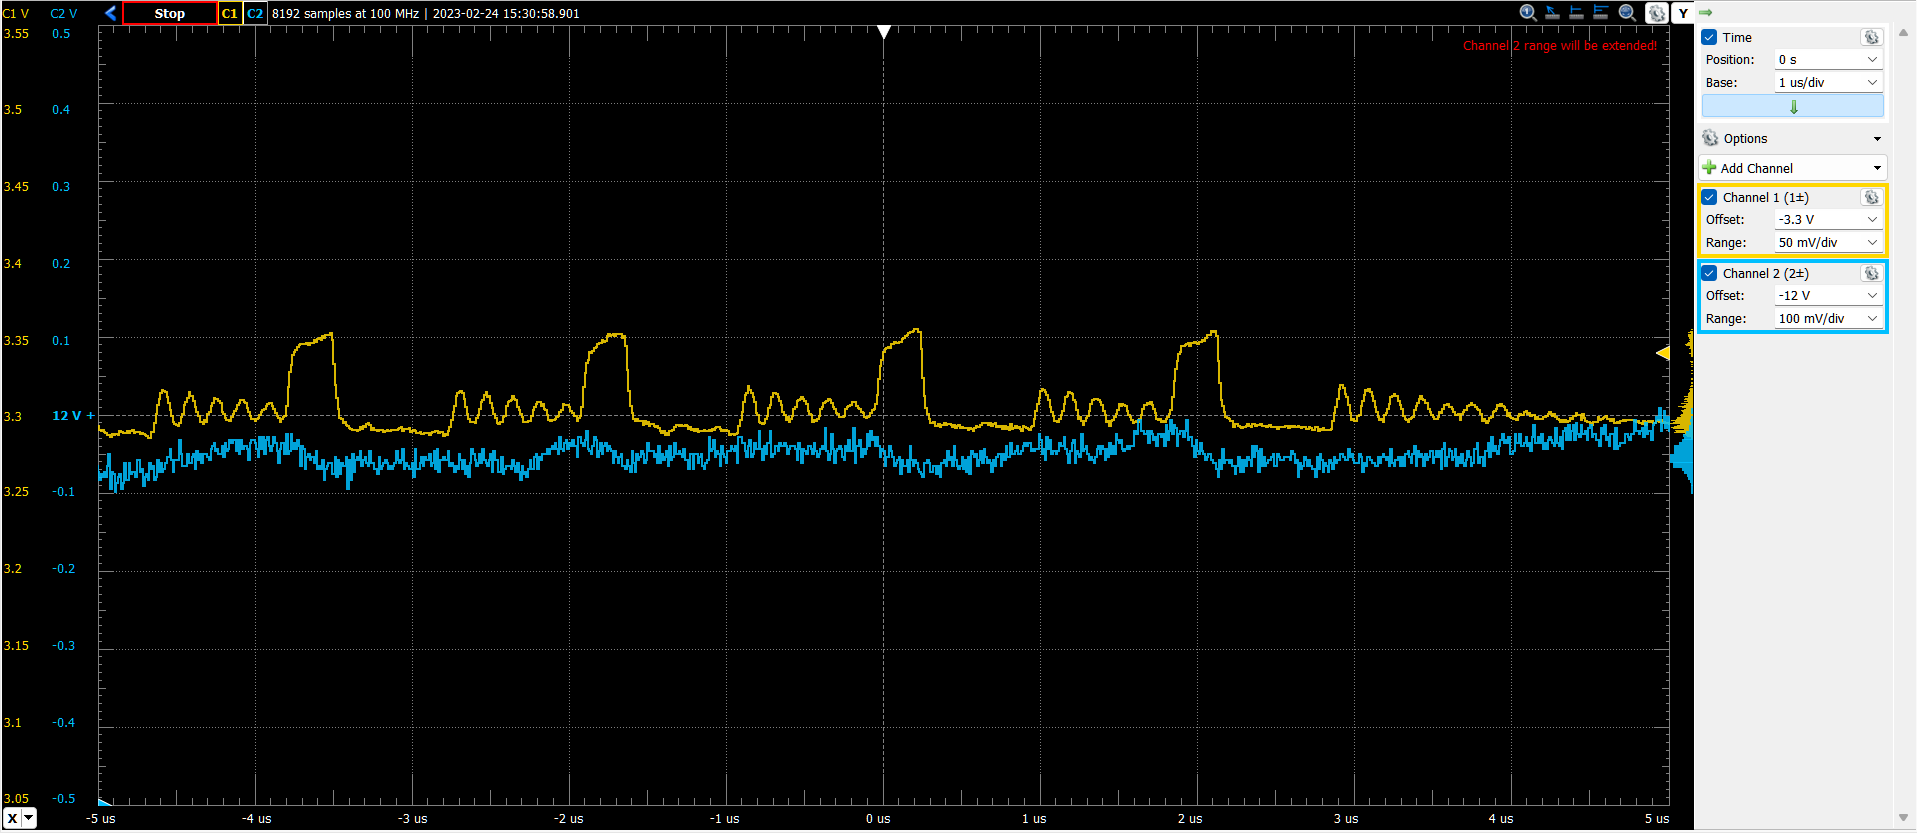 C1 V C2 V Stop C1 C2 8192 samples at 100 MHz | 2023-02-24 15:30:58.901 Y
Channel 2 range will be extended!
3.55 0.5
3.5 0.4
3.45 0.3
3.4 0.2
3.35 0.1
3.3 12 V +
3.25 -0.1
3.2 -0.2
3.15 -0.3
3.1 -0.4
3.05 -0.5
X -5 us -4 us -3 us -2 us -1 us 0 us 1 us 2 us 3 us 4 us 5 us
Time
Position: 0 s
Base: 1 us/div
Options
Add Channel
Channel 1 (1±)
Offset: -3.3 V
Range: 50 mV/div
Channel 2 (2±)
Offset: -12 V
Range: 100 mV/div